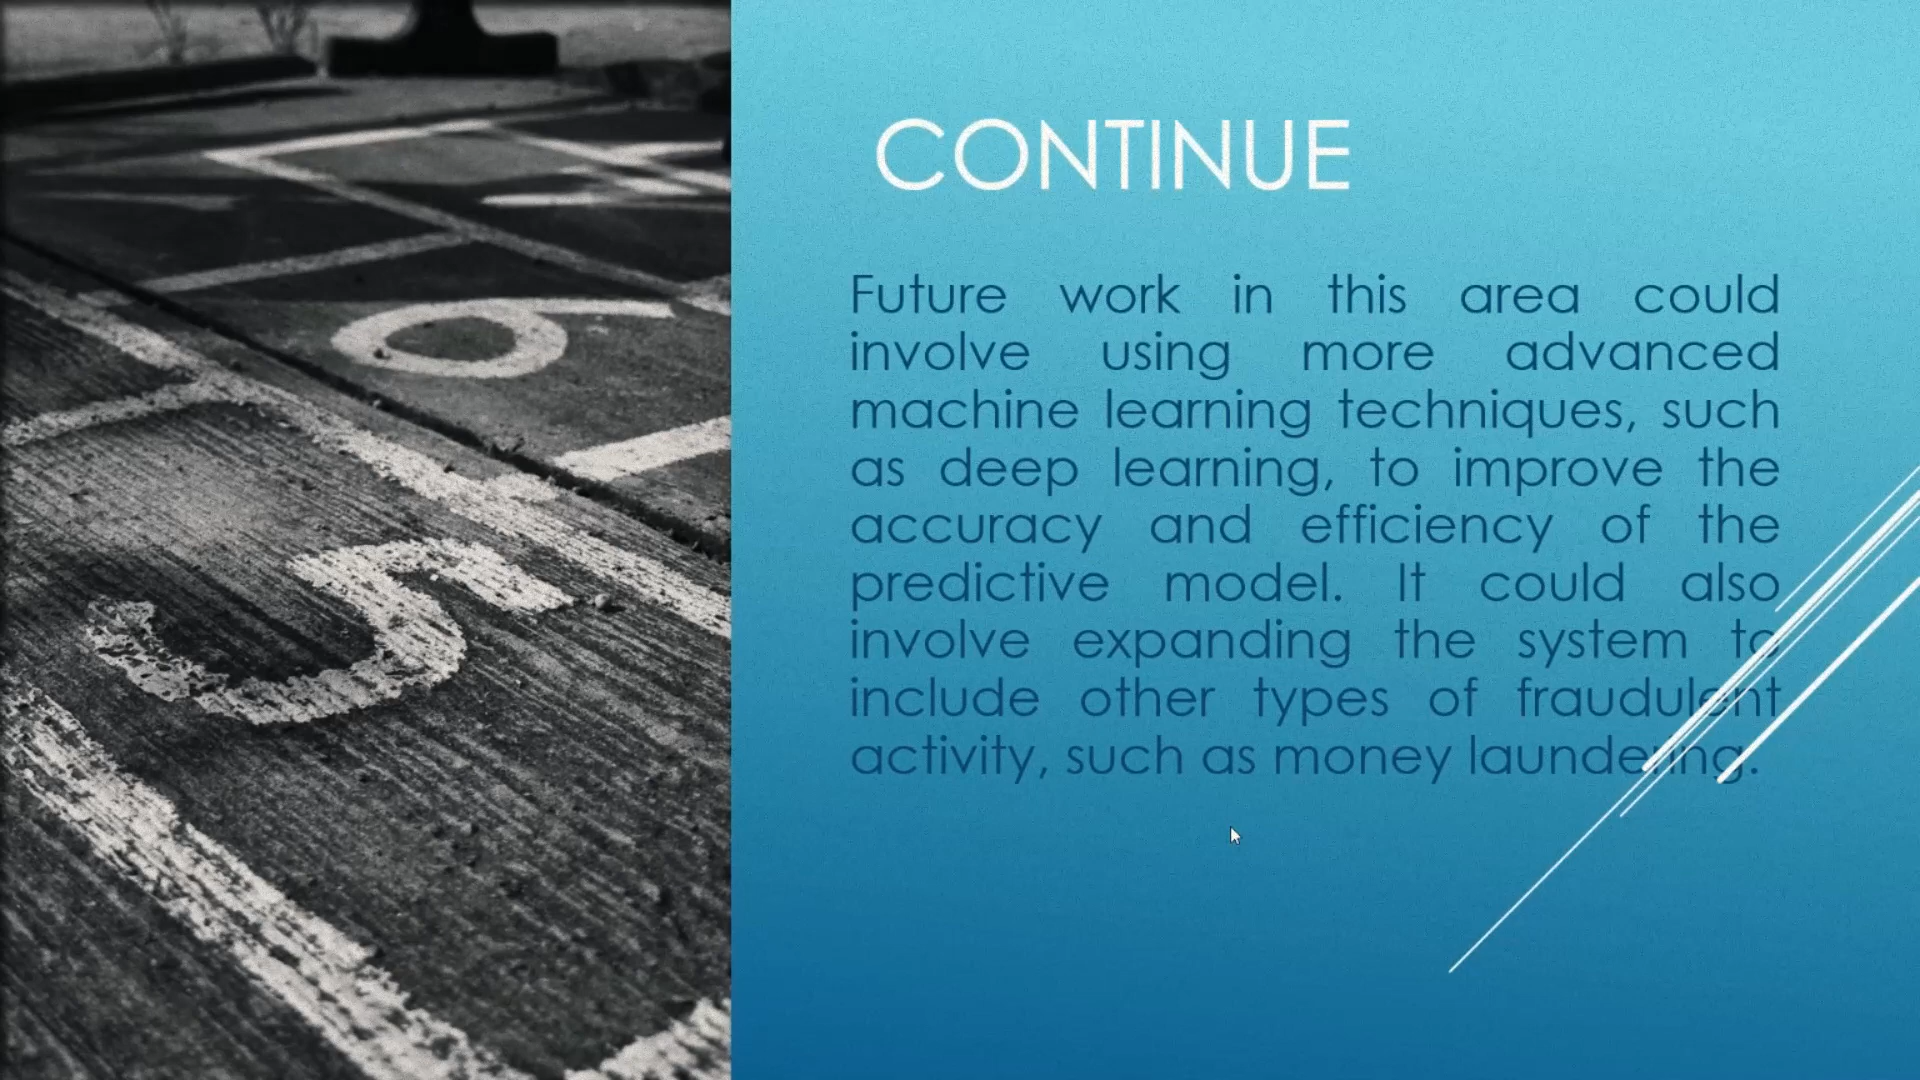 CONTINUE
Future work in this area could
involve using more advanced
machine learning techniques, such
as deep learning, to improve the
accuracy and efficiency of the
predictive model. It could also
involve expanding the system to
include other types of fraudulent
activity, such as money laundering.
6
5